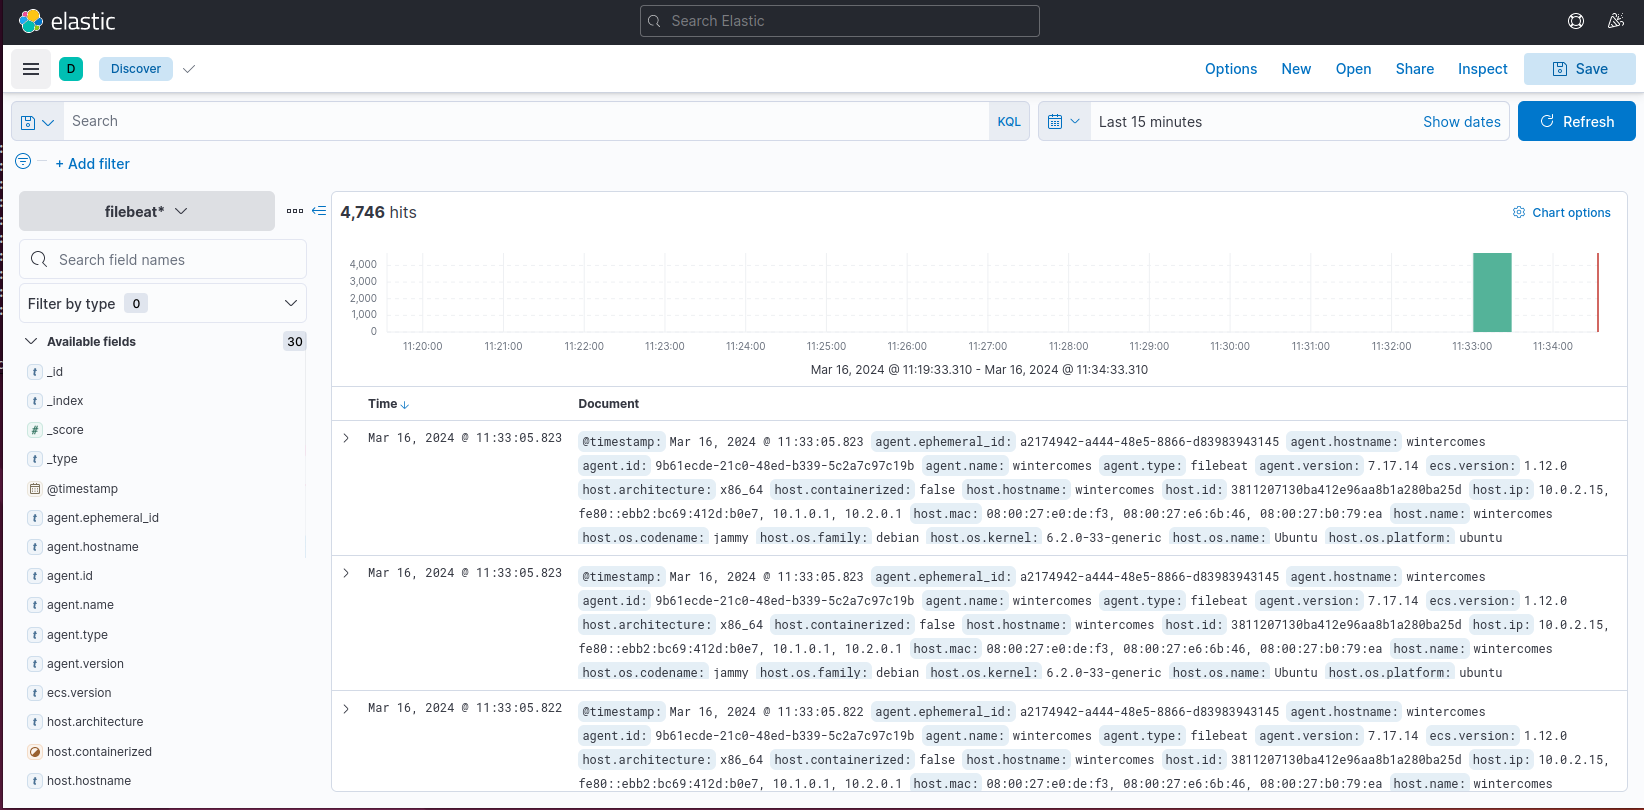 elastic
Search Elastic
D
Discover
Options
New
Open
Share
Inspect
Save
Search
KQL
Last 15 minutes
Show dates
Refresh
+ Add filter
filebeat*
Search field names
Filter by type 0
Available fields 30
t _id
t _index
# _score
t _type
@timestamp
t agent.ephemeral_id
t agent.hostname
t agent.id
t agent.name
t agent.type
t agent.version
t ecs.version
t host.architecture
host.containerized
t host.hostname
4,746 hits
Chart options
4,000
3,000
2,000
1,000
0
11:20:00 11:21:00 11:22:00 11:23:00 11:24:00 11:25:00 11:26:00 11:27:00 11:28:00 11:29:00 11:30:00 11:31:00 11:32:00 11:33:00 11:34:00
Mar 16, 2024 @ 11:19:33.310 - Mar 16, 2024 @ 11:34:33.310
Time Document
Mar 16, 2024 @ 11:33:05.823
@timestamp: Mar 16, 2024 @ 11:33:05.823 agent.ephemeral_id: a2174942-a444-48e5-8866-d83983943145 agent.hostname: wintercomes
agent.id: 9b61ecde-21c0-48ed-b339-5c2a7c97c19b agent.name: wintercomes agent.type: filebeat agent.version: 7.17.14 ecs.version: 1.12.0
host.architecture: x86_64 host.containerized: false host.hostname: wintercomes host.id: 3811207130ba412e96aa8b1a280ba25d host.ip: 10.0.2.15,
fe80::ebb2:bc69:412d:b0e7, 10.1.0.1, 10.2.0.1 host.mac: 08:00:27:e0:de:f3, 08:00:27:e6:6b:46, 08:00:27:b0:79:ea host.name: wintercomes
host.os.codename: jammy host.os.family: debian host.os.kernel: 6.2.0-33-generic host.os.name: Ubuntu host.os.platform: ubuntu
Mar 16, 2024 @ 11:33:05.823
@timestamp: Mar 16, 2024 @ 11:33:05.823 agent.ephemeral_id: a2174942-a444-48e5-8866-d83983943145 agent.hostname: wintercomes
agent.id: 9b61ecde-21c0-48ed-b339-5c2a7c97c19b agent.name: wintercomes agent.type: filebeat agent.version: 7.17.14 ecs.version: 1.12.0
host.architecture: x86_64 host.containerized: false host.hostname: wintercomes host.id: 3811207130ba412e96aa8b1a280ba25d host.ip: 10.0.2.15,
fe80::ebb2:bc69:412d:b0e7, 10.1.0.1, 10.2.0.1 host.mac: 08:00:27:e0:de:f3, 08:00:27:e6:6b:46, 08:00:27:b0:79:ea host.name: wintercomes
host.os.codename: jammy host.os.family: debian host.os.kernel: 6.2.0-33-generic host.os.name: Ubuntu host.os.platform: ubuntu
Mar 16, 2024 @ 11:33:05.822
@timestamp: Mar 16, 2024 @ 11:33:05.822 agent.ephemeral_id: a2174942-a444-48e5-8866-d83983943145 agent.hostname: wintercomes
agent.id: 9b61ecde-21c0-48ed-b339-5c2a7c97c19b agent.name: wintercomes agent.type: filebeat agent.version: 7.17.14 ecs.version: 1.12.0
host.architecture: x86_64 host.containerized: false host.hostname: wintercomes host.id: 3811207130ba412e96aa8b1a280ba25d host.ip: 10.0.2.15,
fe80::ebb2:bc69:412d:b0e7, 10.1.0.1, 10.2.0.1 host.mac: 08:00:27:e0:de:f3, 08:00:27:e6:6b:46, 08:00:27:b0:79:ea host.name: wintercomes